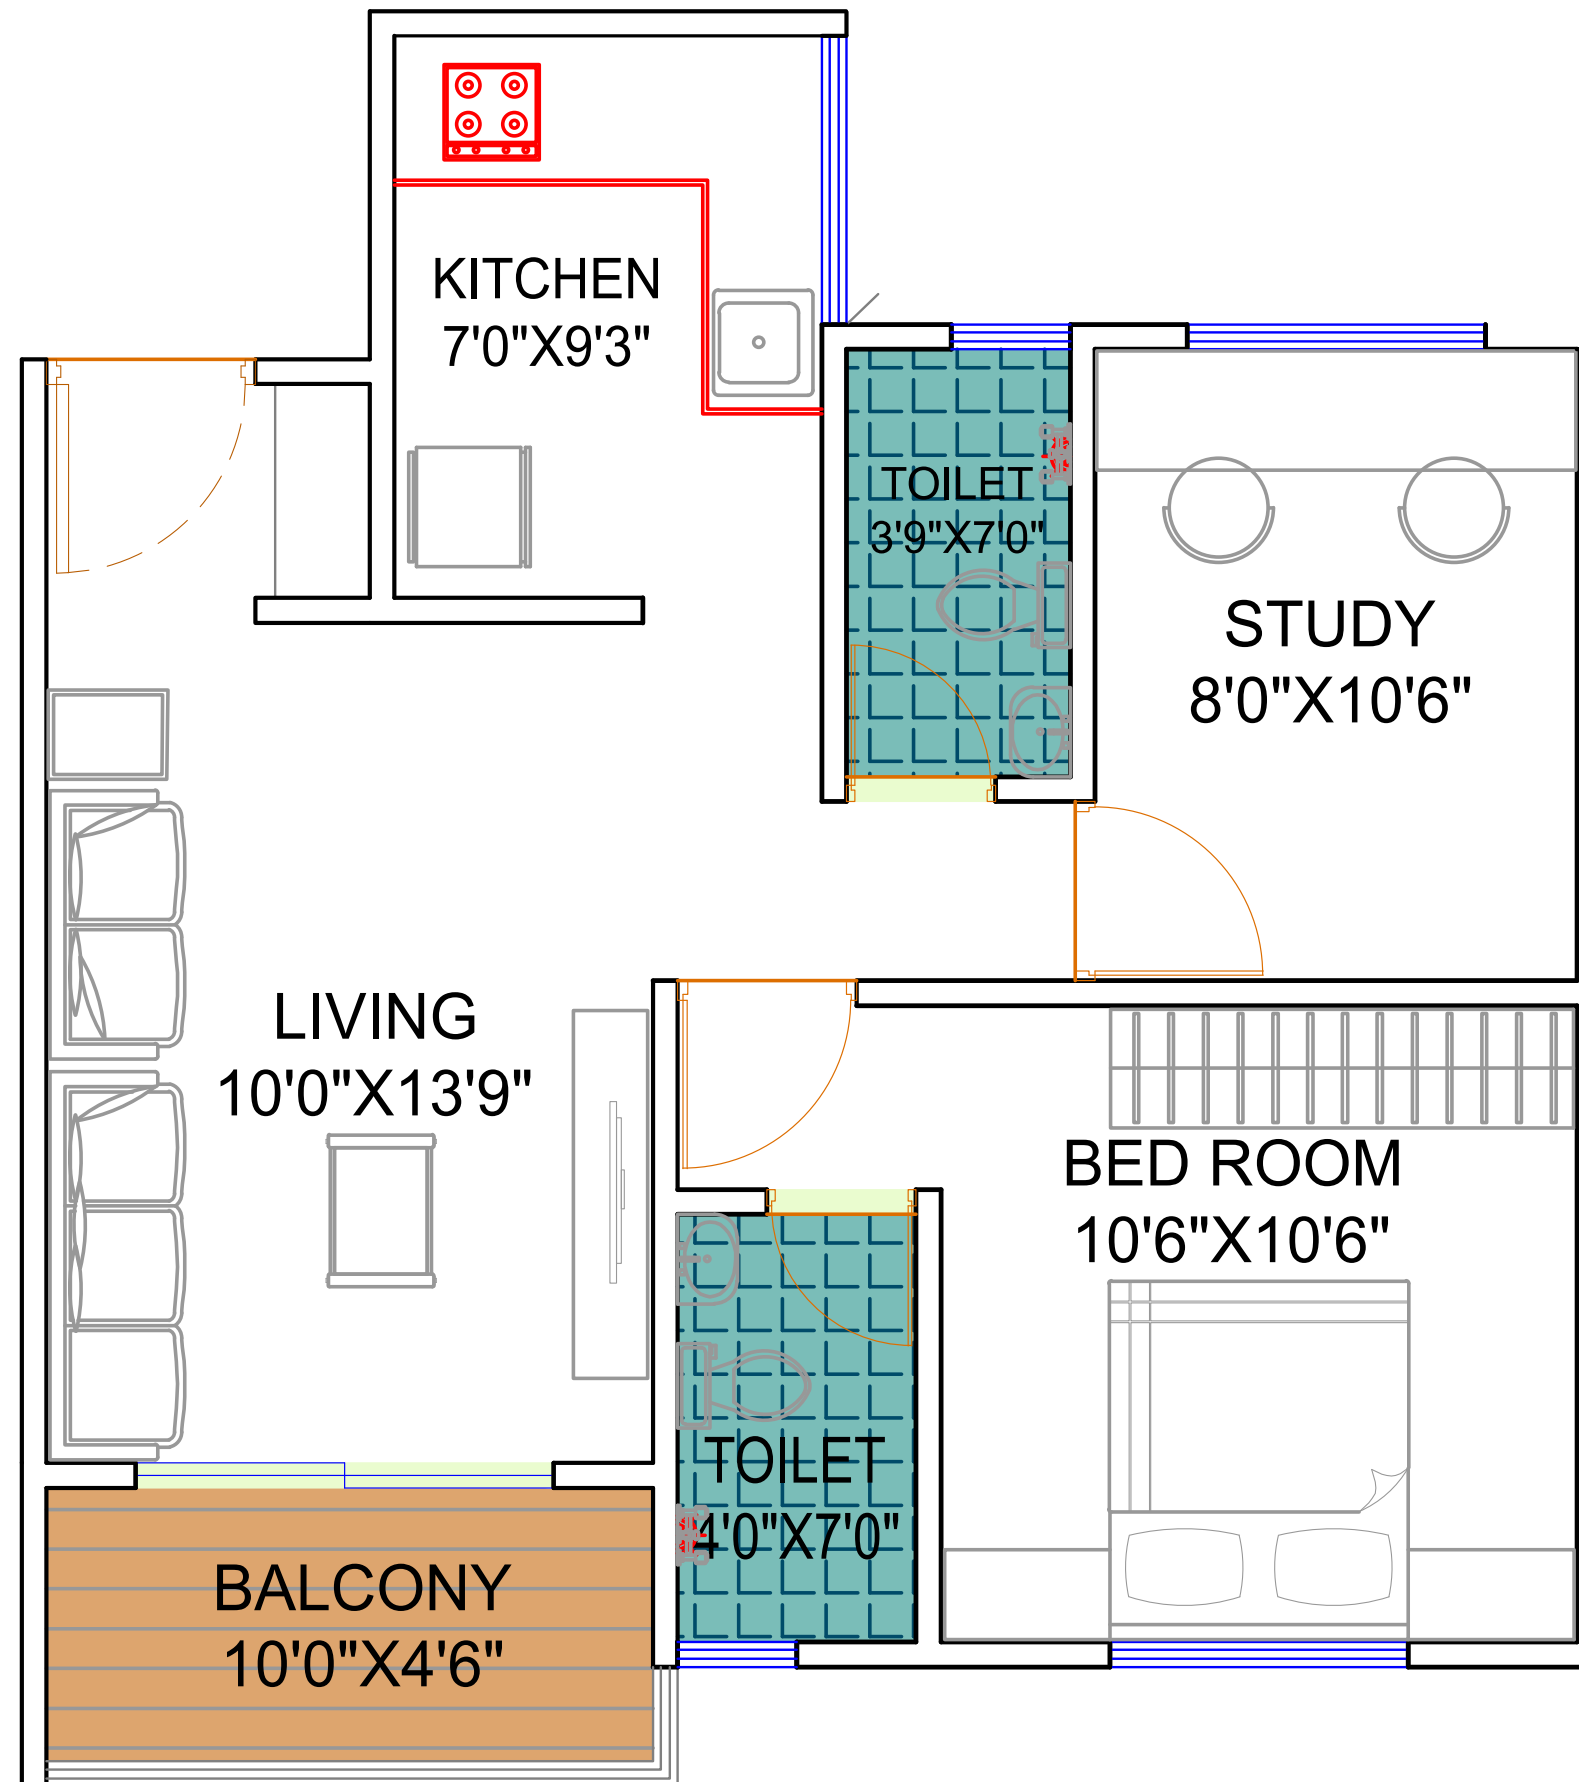 KITCHEN
7'0"X9'3"
TOILET
3'9"X7'0"
STUDY
8'0"X10'6"
LIVING
10'0"X13'9"
BED ROOM
10'6"X10'6"
TOILET
4'0"X7'0"
BALCONY
10'0"X4'6"